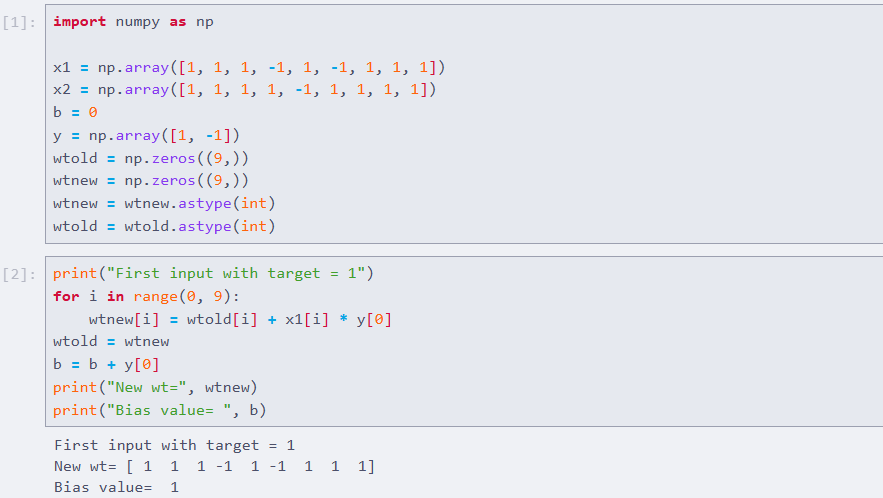 [1]: import numpy as np
x1 = np.array([1, 1, 1, -1, 1, -1, 1, 1, 1])
x2 = np.array([1, 1, 1, 1, -1, 1, 1, 1, 1])
b = 0
y = np.array([1, -1])
wtold = np.zeros((9,))
wtnew = np.zeros((9,))
wtnew = wtnew.astype(int)
wtold = wtold.astype(int)
[2]: print("First input with target = 1")
for i in range(0, 9):
    wtnew[i] = wtold[i] + x1[i] * y[0]
wtold = wtnew
b = b + y[0]
print("New wt=", wtnew)
print("Bias value= ", b)
First input with target = 1
New wt= [ 1  1  1 -1  1 -1  1  1  1]
Bias value=  1